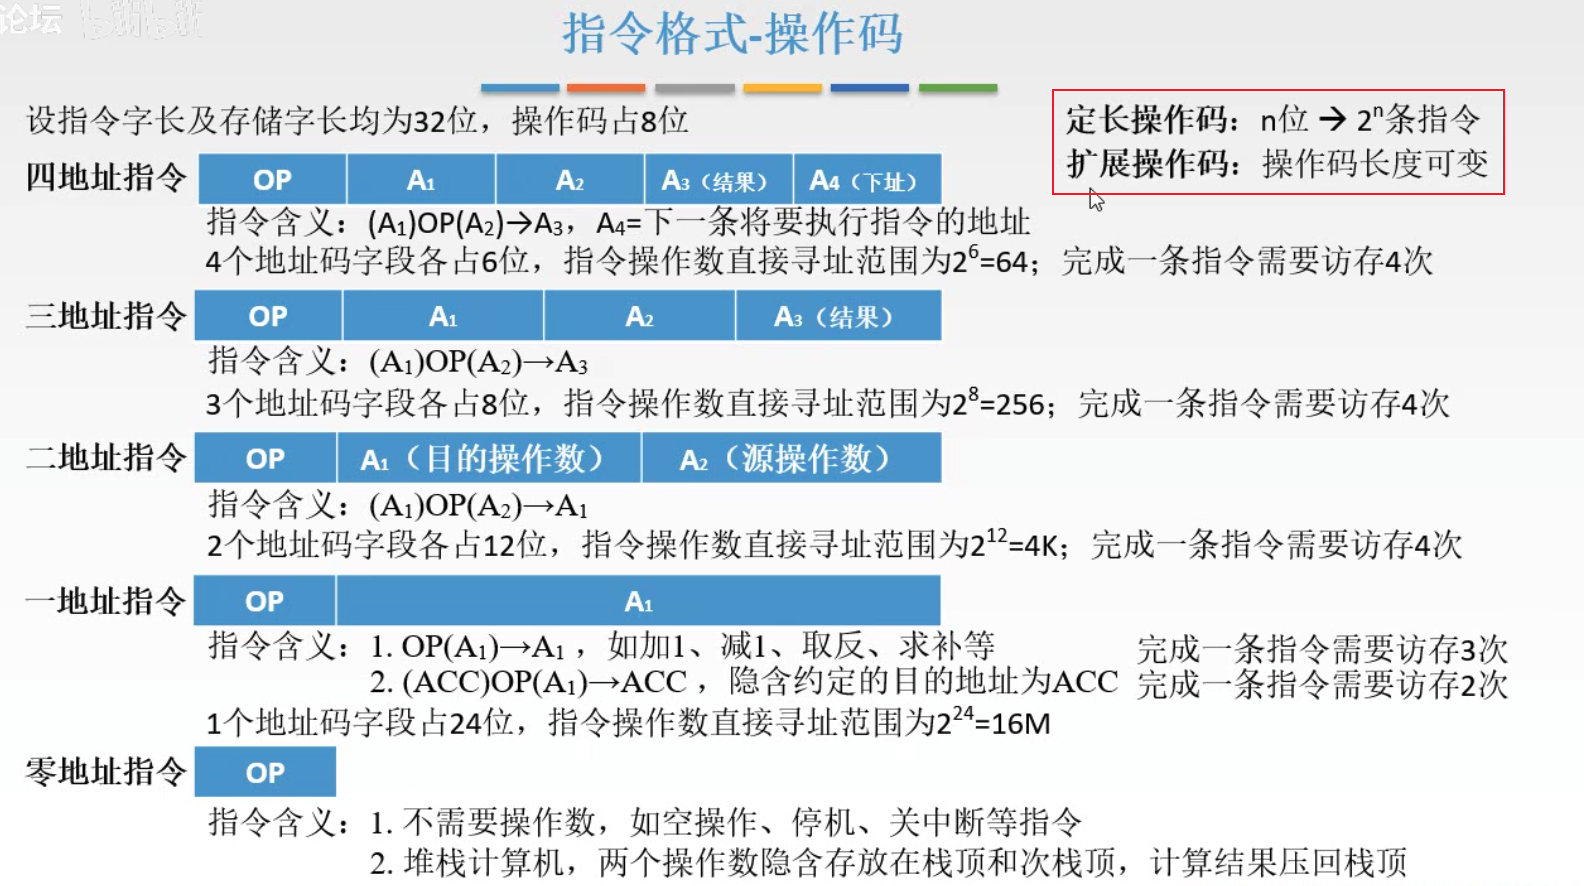 论坛 bilibili
指令格式-操作码
设指令字长及存储字长均为32位，操作码占8位
定长操作码：n位 → 2ⁿ条指令
扩展操作码：操作码长度可变
四地址指令 OP A₁ A₂ A₃（结果） A₄（下址）
指令含义：(A₁)OP(A₂)→A₃，A₄=下一条将要执行指令的地址
4个地址码字段各占6位，指令操作数直接寻址范围为2⁶=64；完成一条指令需要访存4次
三地址指令 OP A₁ A₂ A₃（结果）
指令含义：(A₁)OP(A₂)→A₃
3个地址码字段各占8位，指令操作数直接寻址范围为2⁸=256；完成一条指令需要访存4次
二地址指令 OP A₁（目的操作数） A₂（源操作数）
指令含义：(A₁)OP(A₂)→A₁
2个地址码字段各占12位，指令操作数直接寻址范围为2¹²=4K；完成一条指令需要访存4次
一地址指令 OP A₁
指令含义：1. OP(A₁)→A₁ ，如加1、减1、取反、求补等 完成一条指令需要访存3次
2. (ACC)OP(A₁)→ACC ，隐含约定的目的地址为ACC 完成一条指令需要访存2次
1个地址码字段占24位，指令操作数直接寻址范围为2²⁴=16M
零地址指令 OP
指令含义：1. 不需要操作数，如空操作、停机、关中断等指令
2. 堆栈计算机，两个操作数隐含存放在栈顶和次栈顶，计算结果压回栈顶